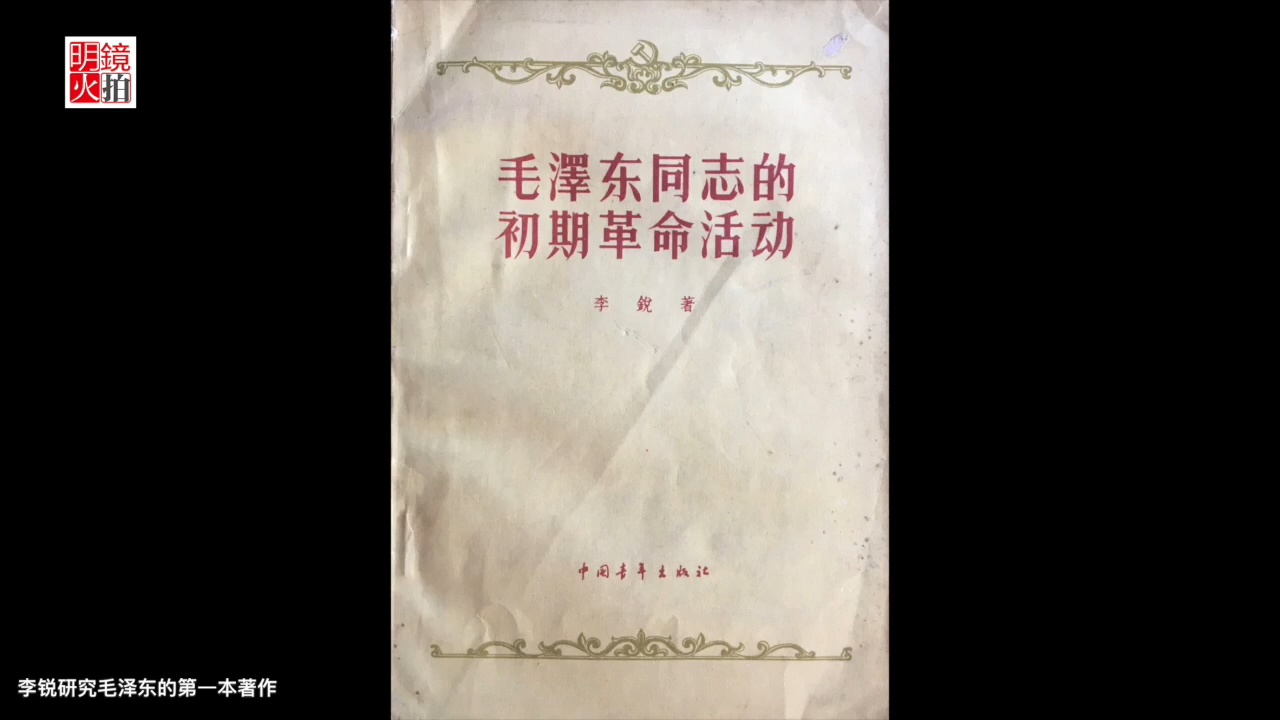 明鏡
火拍
毛澤东同志的
初期革命活动
李銳著
中国青年出版社
李锐研究毛泽东的第一本著作